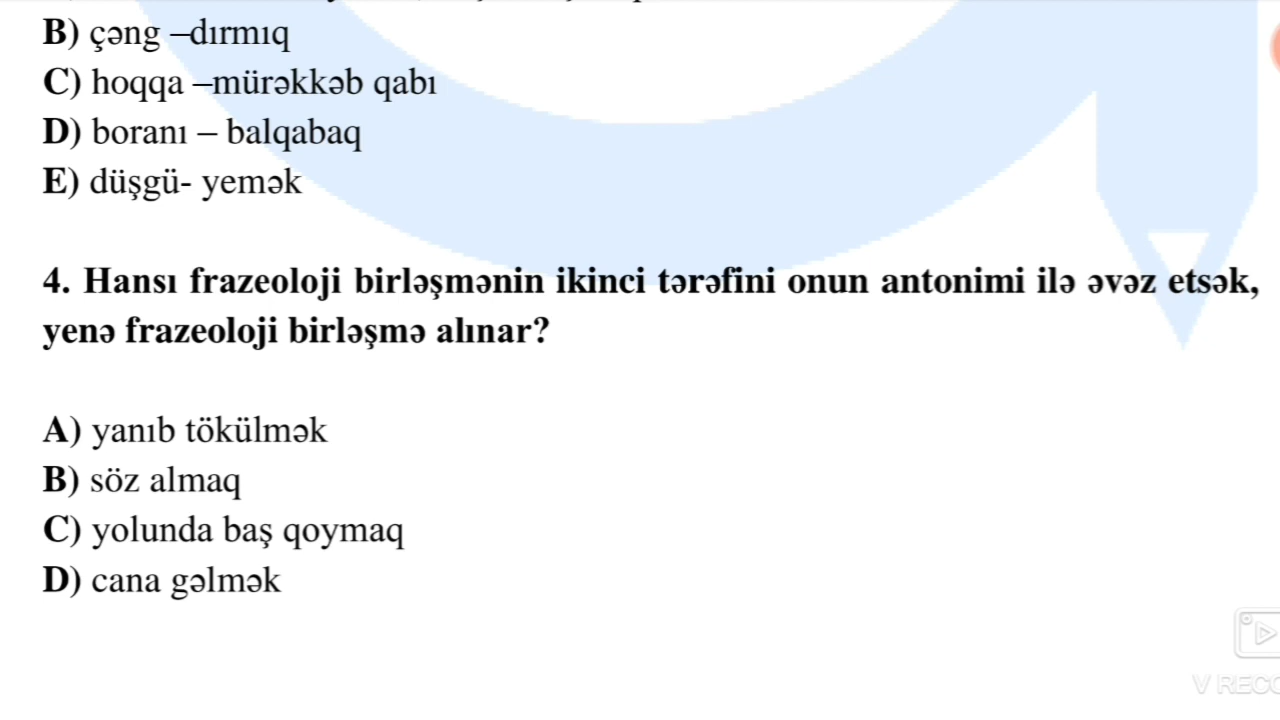 B) çəng –dırmıq
C) hoqqa –mürəkkəb qabı
D) boranı – balqabaq
E) düşgü- yemək
4. Hansı frazeoloji birləşmənin ikinci tərəfini onun antonimi ilə əvəz etsək,
yenə frazeoloji birləşmə alınar?
A) yanıb tökülmək
B) söz almaq
C) yolunda baş qoymaq
D) cana gəlmək